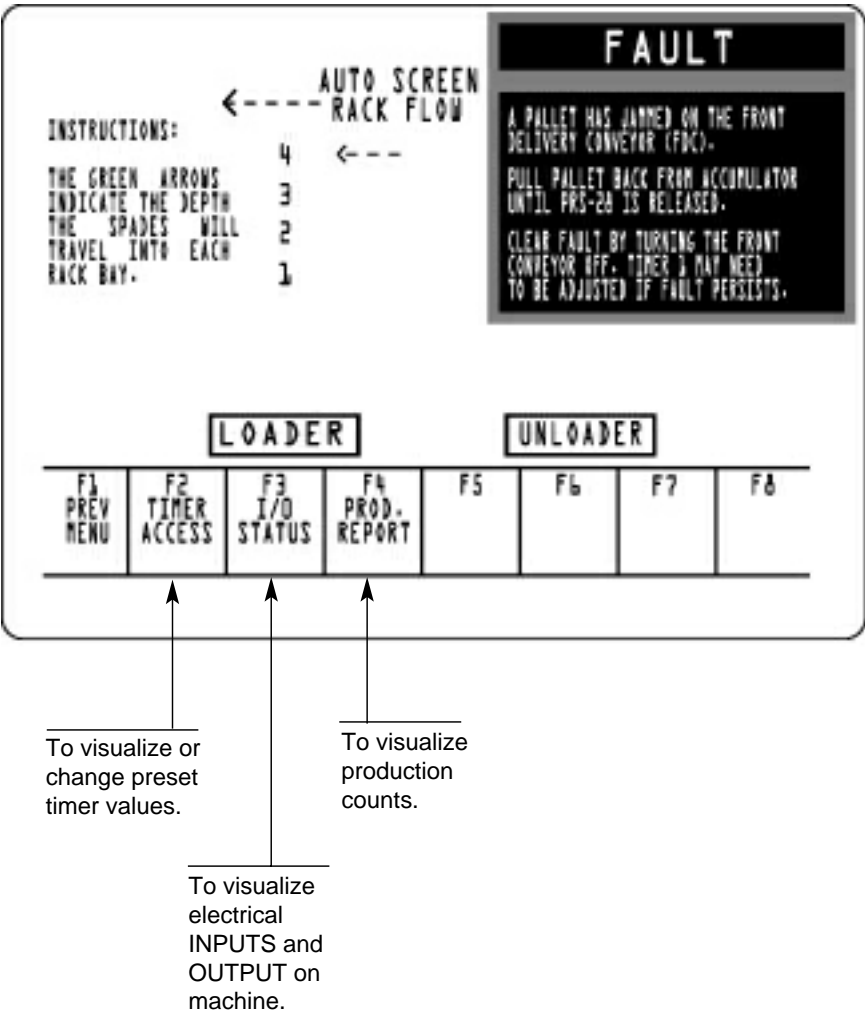 AUTO SCREEN
<---- RACK FLOW
INSTRUCTIONS:
THE GREEN ARROWS
INDICATE THE DEPTH
THE SPADES WILL
TRAVEL INTO EACH
RACK BAY.
4 <---
3
2
1
FAULT
A PALLET HAS JAMMED ON THE FRONT
DELIVERY CONVEYOR (FDC).
PULL PALLET BACK FROM ACCUMULATOR
UNTIL PRS-28 IS RELEASED.
CLEAR FAULT BY TURNING THE FRONT
CONVEYOR OFF. TIMER 1 MAY NEED
TO BE ADJUSTED IF FAULT PERSISTS.
LOADER
UNLOADER
F1
PREV
MENU
F2
TIMER
ACCESS
F3
I/O
STATUS
F4
PROD.
REPORT
F5
F6
F7
F8
To visualize or
change preset
timer values.
To visualize
production
counts.
To visualize
electrical
INPUTS and
OUTPUT on
machine.